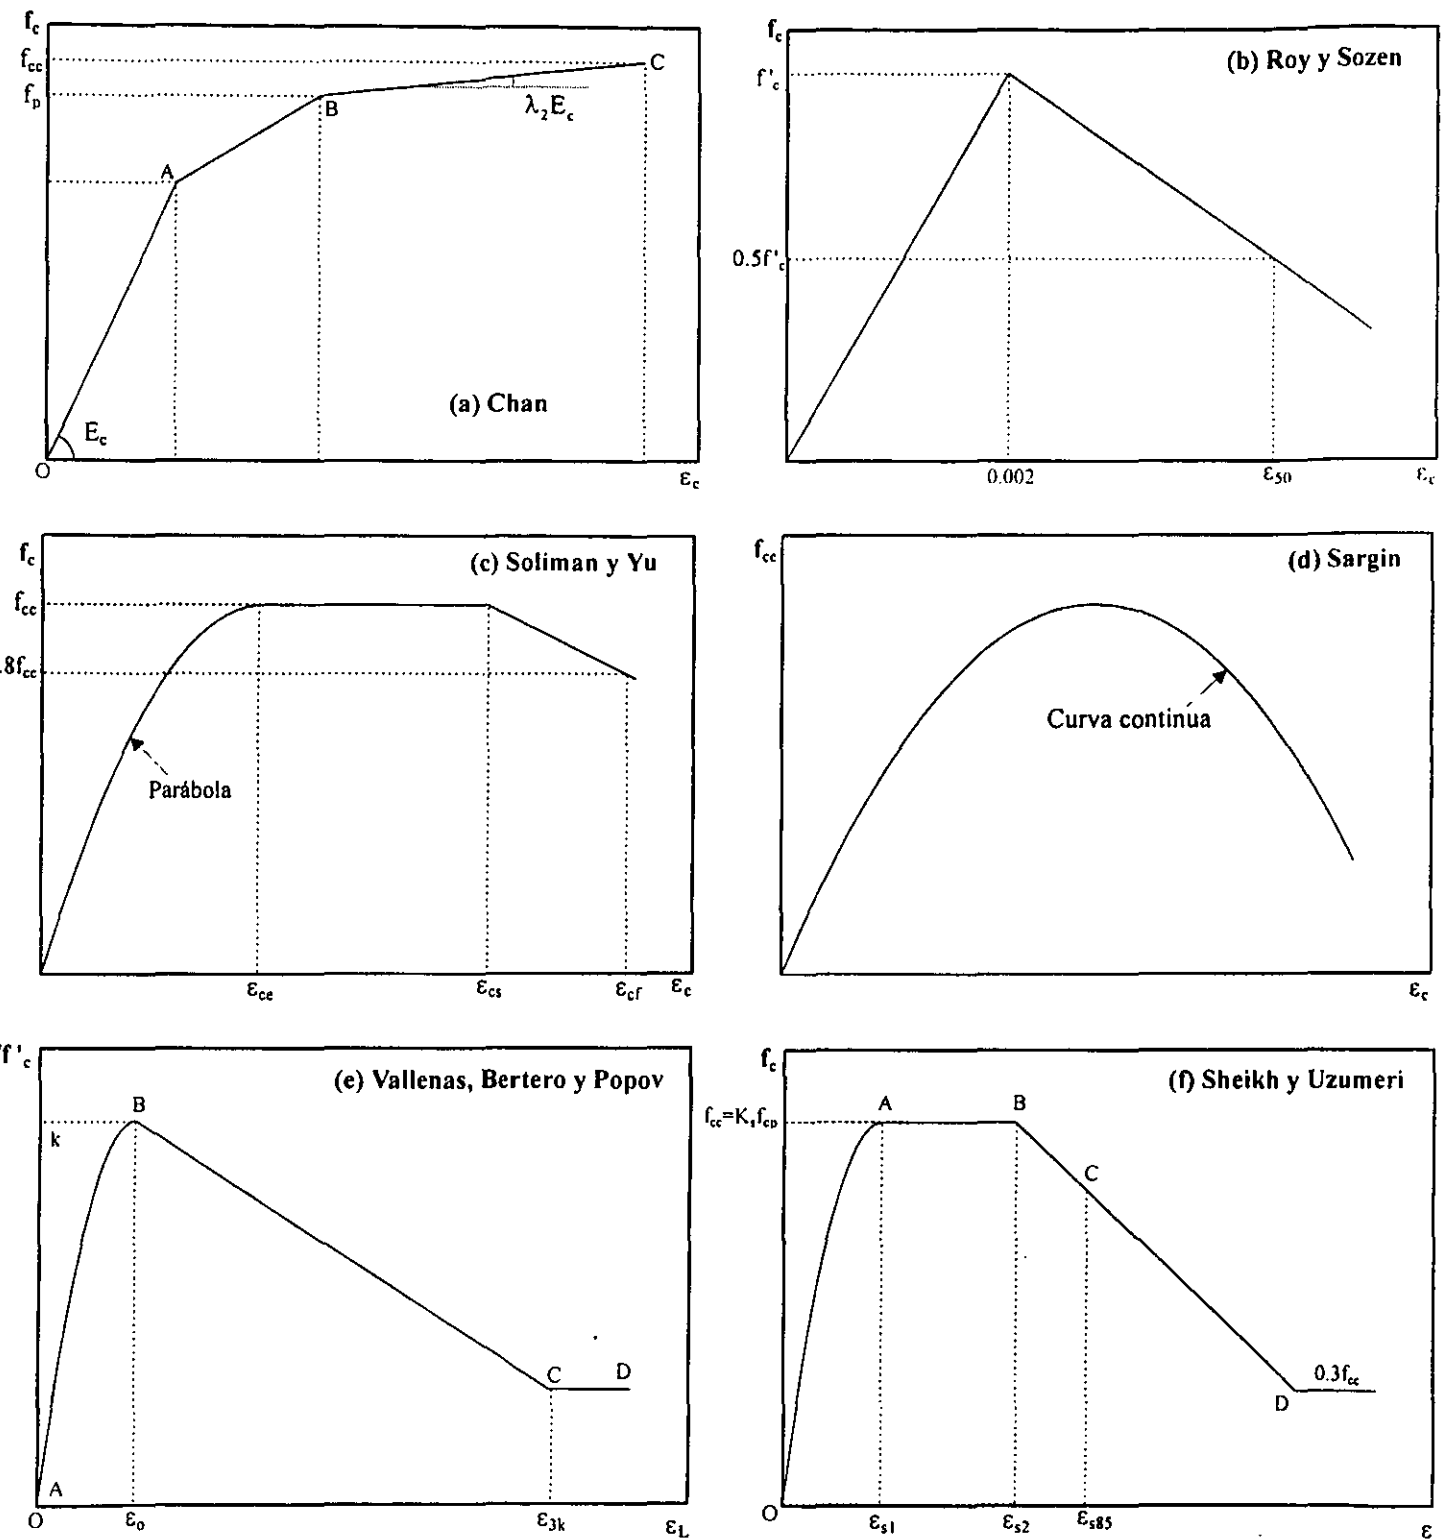 f_c
f_cc
f_p
A
B
C
λ₂E_c
(a) Chan
E_c
O
ε_c
f_c
(b) Roy y Sozen
f'_c
0.5f'_c
0.002
ε_50
ε_c
f_c
(c) Soliman y Yu
f_cc
.8f_cc
Parábola
ε_ce
ε_cs
ε_cf
ε_c
f_cc
(d) Sargin
Curva continua
ε_c
f'_c
(e) Vallenas, Bertero y Popov
B
k
C
D
A
O
ε_o
ε_3k
ε_L
f_c
(f) Sheikh y Uzumeri
f_cc=K_sf_cp
A
B
C
0.3f_cc
D
O
ε_s1
ε_s2
ε_s85
ε